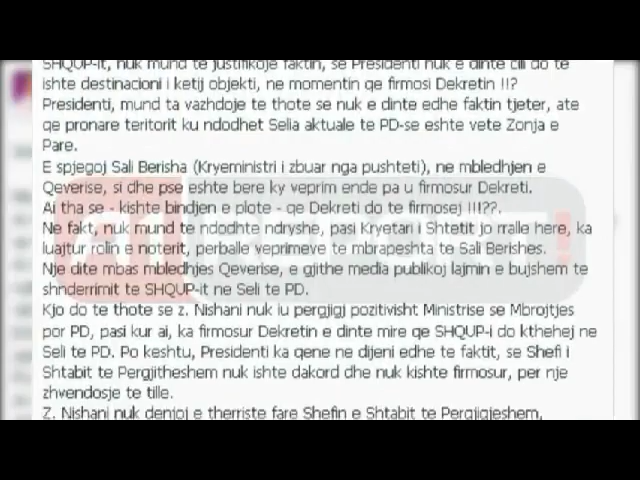 SHQUP-it, nuk mund te justifikoje faktin, se Presidenti nuk e dinte cili do te
ishte destinacioni i ketij objekti, ne momentin qe firmosi Dekretin !!?
Presidenti, mund ta vazhdoje te thote se nuk e dinte edhe faktin tjeter, ate
qe pronare teritorit ku ndodhet Selia aktuale te PD-se eshte vete Zonja e
Pare.
E spjegoj Sali Berisha (Kryeministri i zbuar nga pushteti), ne mbledhjen e
Qeverise, si dhe pse eshte bere ky veprim ende pa u firmosur Dekreti.
Ai tha se - kishte bindjen e plote - qe Dekreti do te firmosej !!!??.
Ne fakt, nuk mund te ndodhte ndryshe, pasi Kryetari i Shtetit jo rralle here, ka
luajtur rolin e noterit, perballe veprimeve te mbrapeshta te Sali Berishes.
Nje dite mbas mbledhjes Qeverise, e gjithe media publikoj lajmin e bujshem te
shnderrimit te SHQUP-it ne Seli te PD.
Kjo do te thote se z. Nishani nuk iu pergjigj pozitivisht Ministrise se Mbrojtjes
por PD, pasi kur ai, ka firmosur Dekretin e dinte mire qe SHQUP-i do kthehej ne
Seli te PD. Po keshtu, Presidenti ka qene ne dijeni edhe te faktit, se Shefi i
Shtabit te Pergjitheshem nuk ishte dakord dhe nuk kishte firmosur, per nje
zhvendosje te tille.
Z. Nishani nuk denjoj e therriste fare Shefin e Shtabit te Pergjigjeshem,